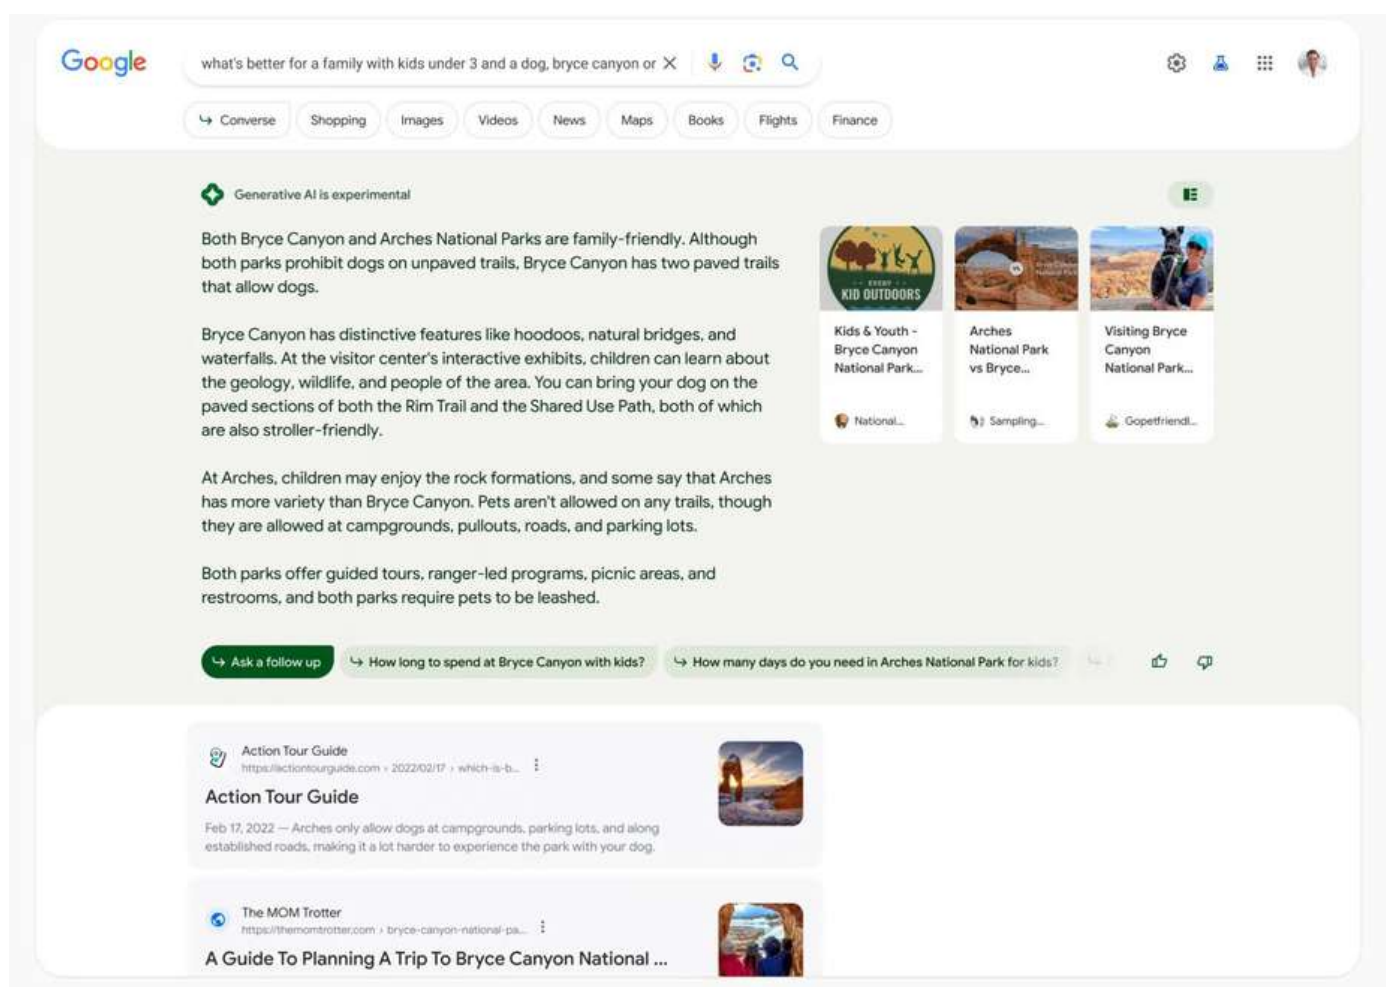 Google
what's better for a family with kids under 3 and a dog, bryce canyon or
Converse
Shopping
Images
Videos
News
Maps
Books
Flights
Finance
Generative AI is experimental
Both Bryce Canyon and Arches National Parks are family-friendly. Although
both parks prohibit dogs on unpaved trails, Bryce Canyon has two paved trails
that allow dogs.
Bryce Canyon has distinctive features like hoodoos, natural bridges, and
waterfalls. At the visitor center's interactive exhibits, children can learn about
the geology, wildlife, and people of the area. You can bring your dog on the
paved sections of both the Rim Trail and the Shared Use Path, both of which
are also stroller-friendly.
At Arches, children may enjoy the rock formations, and some say that Arches
has more variety than Bryce Canyon. Pets aren't allowed on any trails, though
they are allowed at campgrounds, pullouts, roads, and parking lots.
Both parks offer guided tours, ranger-led programs, picnic areas, and
restrooms, and both parks require pets to be leashed.
EVERY
KID OUTDOORS
Kids & Youth -
Bryce Canyon
National Park...
National...
VS
Arches
National Park
vs Bryce...
Sampling...
Visiting Bryce
Canyon
National Park...
Gopetfriendl...
Ask a follow up
How long to spend at Bryce Canyon with kids?
How many days do you need in Arches National Park for kids?
Action Tour Guide
https://actiontourguide.com › 2022/02/17 › which-is-b...
Action Tour Guide
Feb 17, 2022 — Arches only allow dogs at campgrounds, parking lots, and along
established roads, making it a lot harder to experience the park with your dog.
The MOM Trotter
https://themomtrotter.com › bryce-canyon-national-pa...
A Guide To Planning A Trip To Bryce Canyon National ...